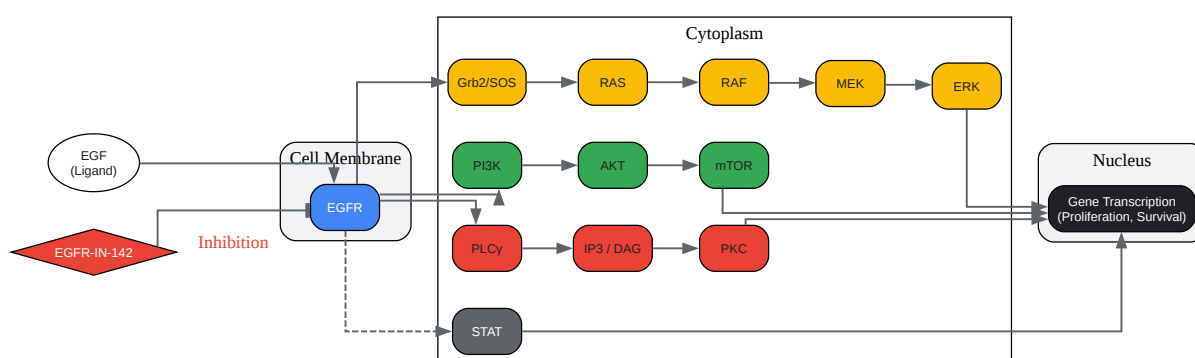 Cytoplasm
Grb2/SOS
RAS
RAF
MEK
ERK
EGF
(Ligand)
Cell Membrane
EGFR
PI3K
AKT
mTOR
Nucleus
Gene Transcription
(Proliferation, Survival)
EGFR-IN-142
Inhibition
PLCγ
IP3 / DAG
PKC
STAT